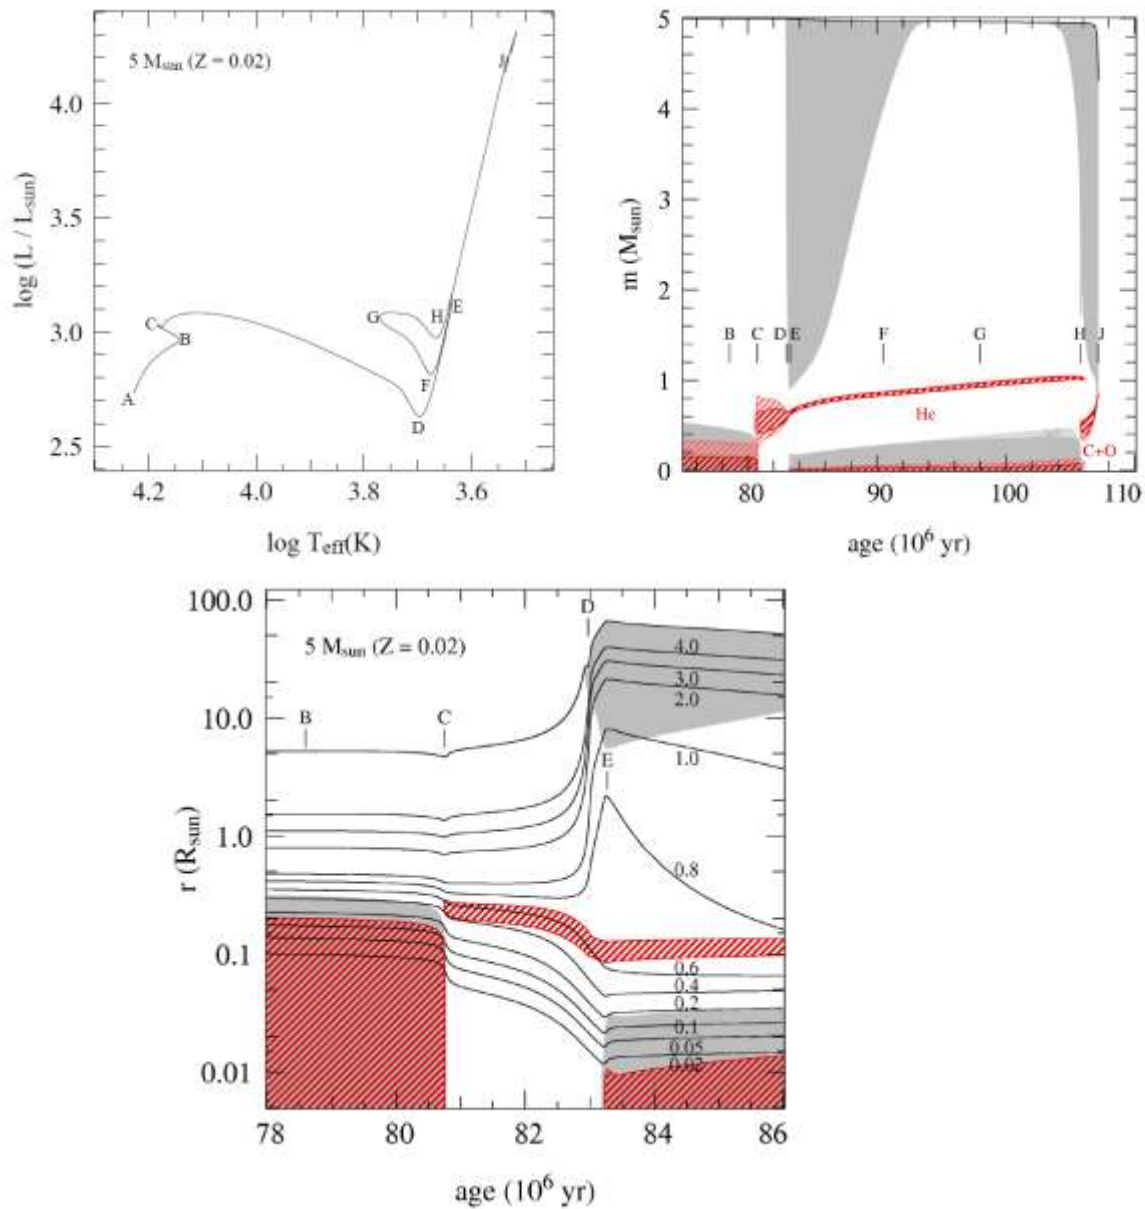 5 M_sun (Z = 0.02)
log (L / L_sun)
4.0
3.5
3.0
2.5
A
B
C
D
E
F
G
H
J
4.2 4.0 3.8 3.6
log T_eff(K)
m (M_sun)
5
4
3
2
1
0
B C D E F G H J
He
C+O
80 90 100 110
age (10^6 yr)
5 M_sun (Z = 0.02)
r (R_sun)
100.0
10.0
1.0
0.1
0.01
B
C
D
E
4.0
3.0
2.0
1.0
0.8
0.6
0.4
0.2
0.1
0.05
0.02
78 80 82 84 86
age (10^6 yr)